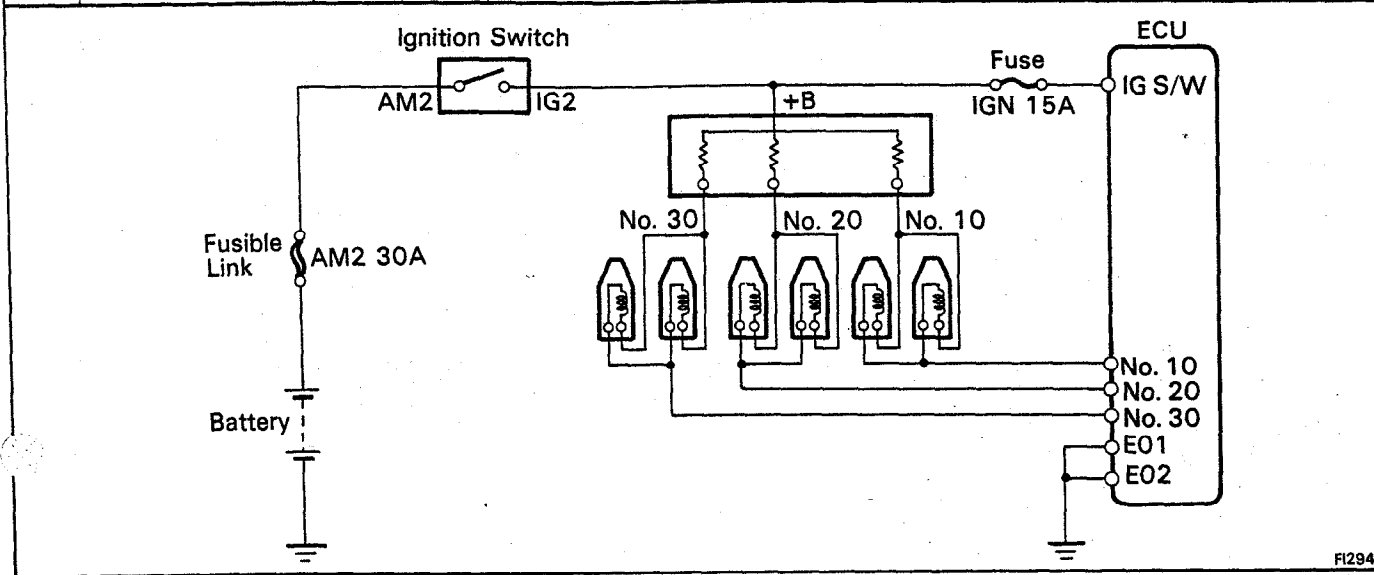 Ignition Switch
ECU
Fuse
AM2
IG2
IGN 15A
IG S/W
+B
No. 30
No. 20
No. 10
Fusible
Link
AM2 30A
No. 10
No. 20
No. 30
E01
E02
Battery
FI294